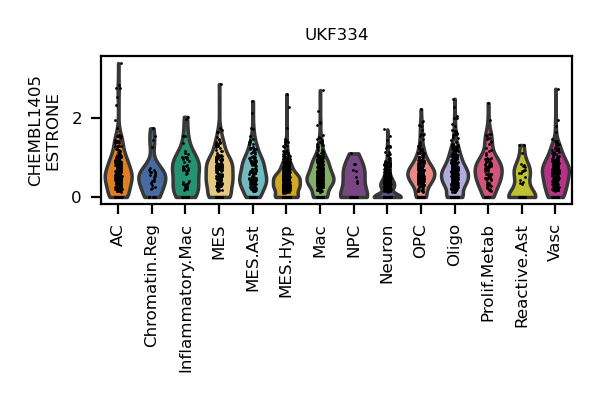 UKF334
CHEMBL1405
ESTRONE
2
0
AC
Chromatin.Reg
Inflammatory.Mac
MES
MES.Ast
MES.Hyp
Mac
NPC
Neuron
OPC
Oligo
Prolif.Metab
Reactive.Ast
Vasc